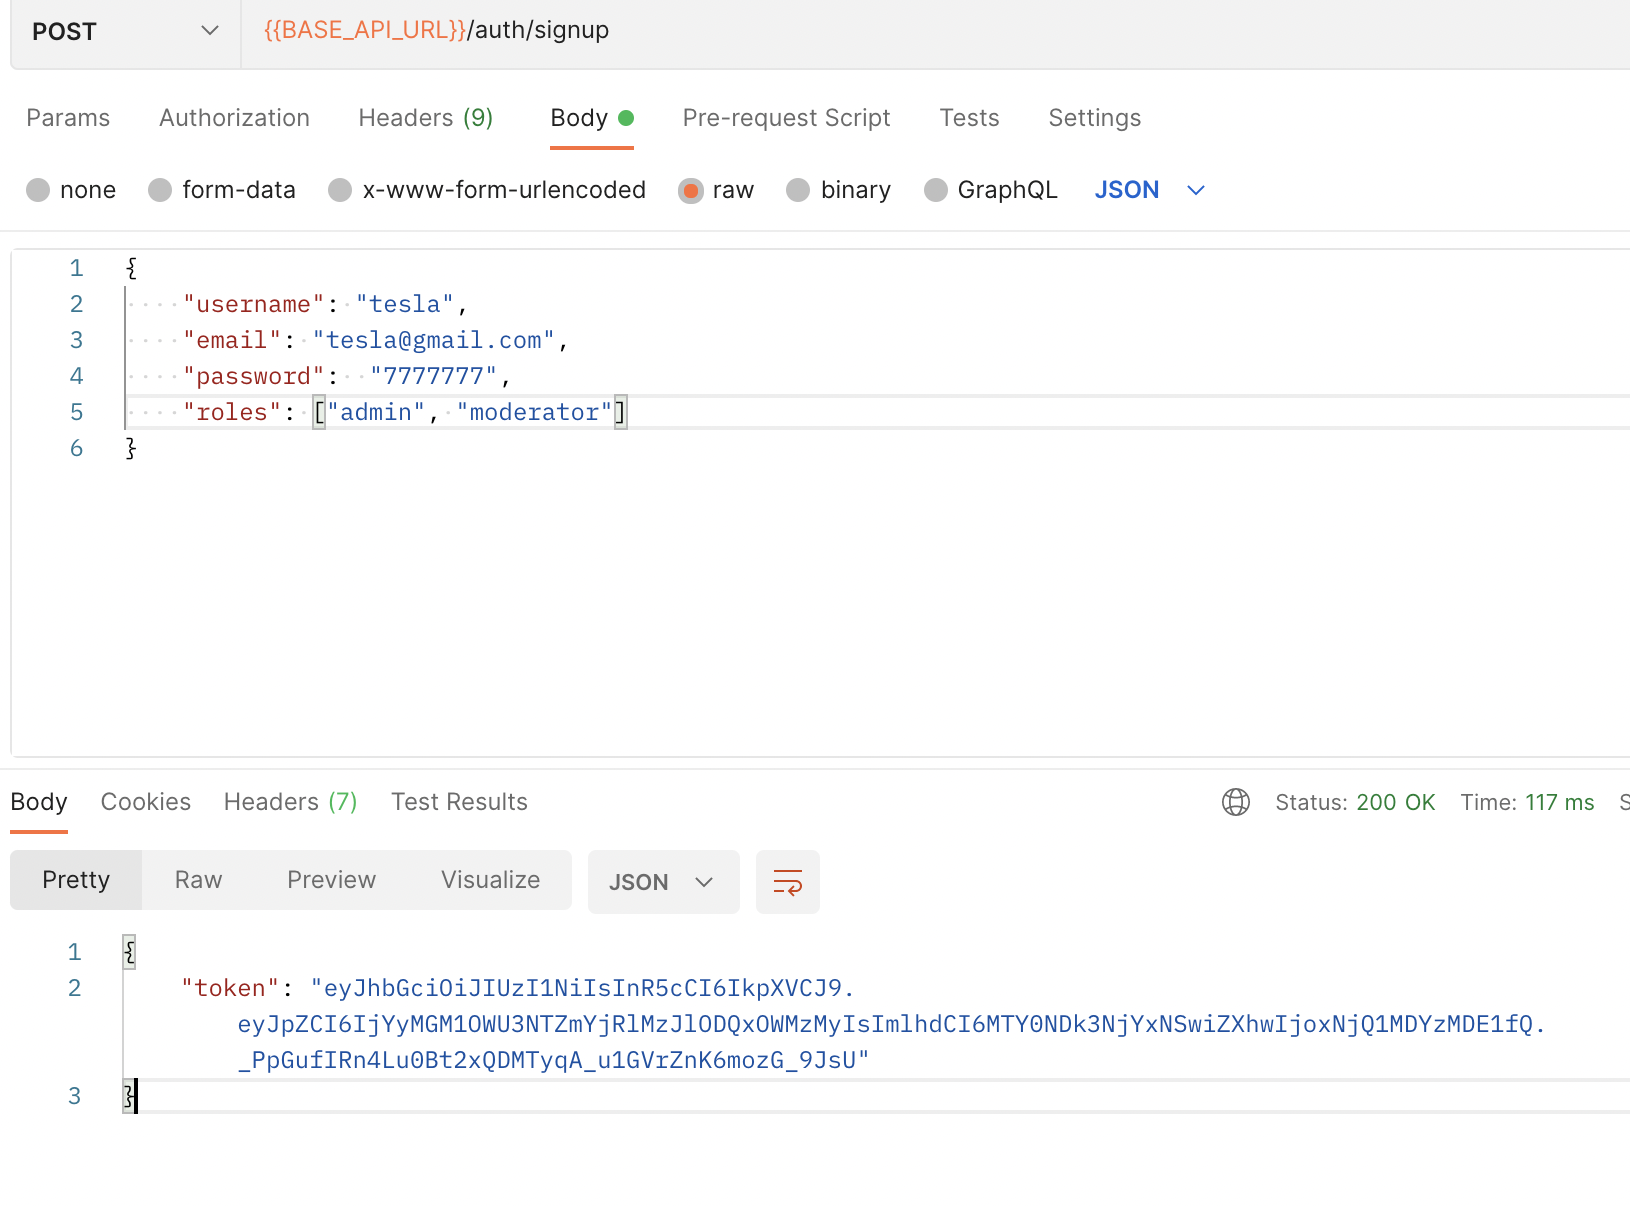 POST {{BASE_API_URL}}/auth/signup
Params Authorization Headers (9) Body Pre-request Script Tests Settings
none form-data x-www-form-urlencoded raw binary GraphQL JSON
1 {
2 "username": "tesla",
3 "email": "tesla@gmail.com",
4 "password": "7777777",
5 "roles": ["admin", "moderator"]
6 }
Body Cookies Headers (7) Test Results Status: 200 OK Time: 117 ms S
Pretty Raw Preview Visualize JSON
1 {
2 "token": "eyJhbGciOiJIUzI1NiIsInR5cCI6IkpXVCJ9.
eyJpZCI6IjYyMGM1OWU3NTZmYjRlMzJlODQxOWMzMyIsImlhdCI6MTY0NDk3NjYxNSwiZXhwIjoxNjQ1MDYzMDE1fQ.
_PpGufIRn4Lu0Bt2xQDMTyqA_u1GVrZnK6mozG_9JsU"
3 }